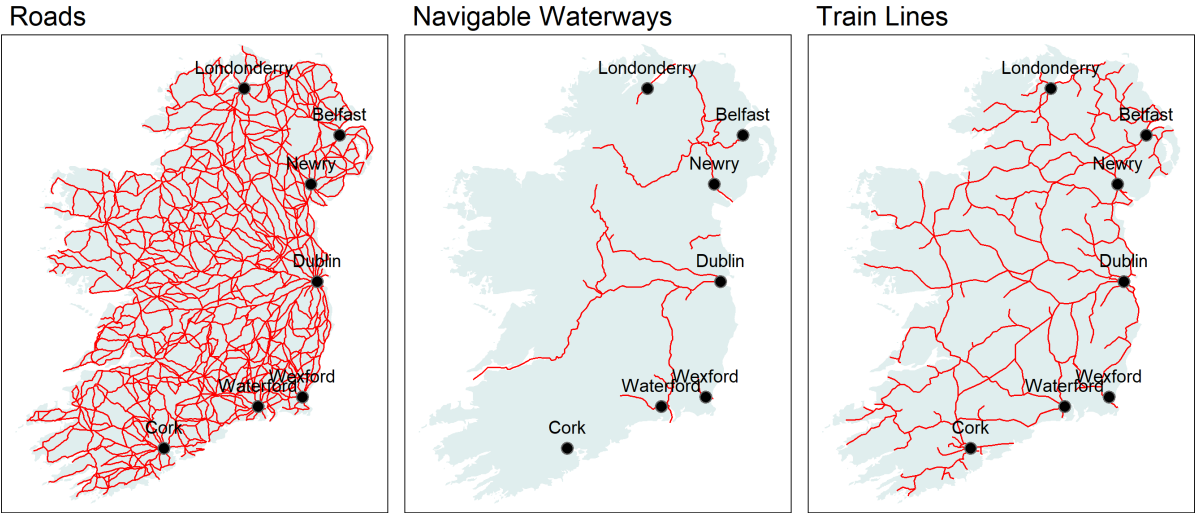 Roads
Londonderry
Belfast
Newry
Dublin
Wexford
Waterford
Cork
Navigable Waterways
Londonderry
Belfast
Newry
Dublin
Wexford
Waterford
Cork
Train Lines
Londonderry
Belfast
Newry
Dublin
Wexford
Waterford
Cork